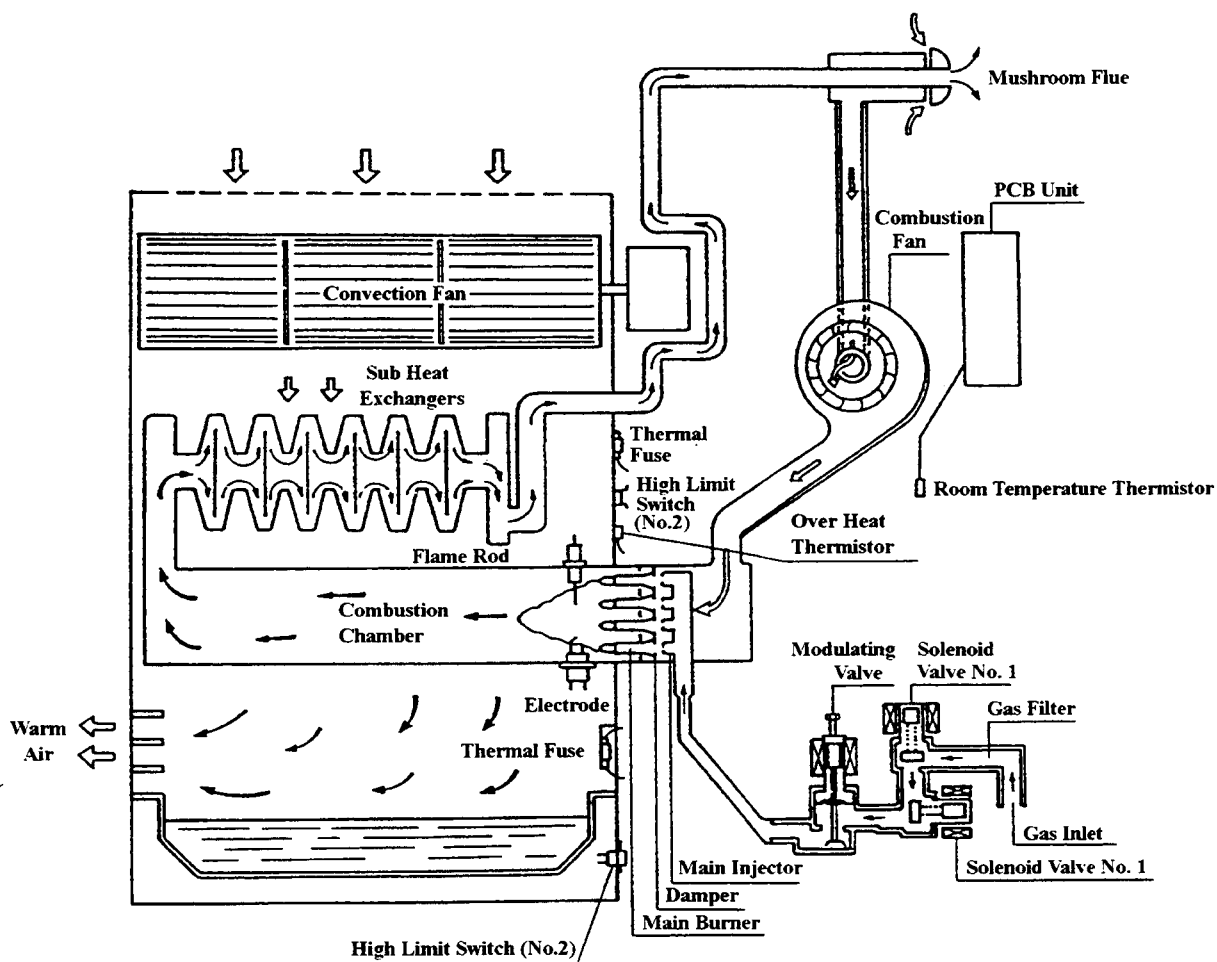 Mushroom Flue
PCB Unit
Combustion
Fan
Convection Fan
Sub Heat
Exchangers
Thermal
Fuse
High Limit
Switch
(No.2)
Room Temperature Thermistor
Over Heat
Thermistor
Flame Rod
Combustion
Chamber
Modulating
Valve
Solenoid
Valve No. 1
Electrode
Gas Filter
Warm
Air
Thermal Fuse
Gas Inlet
Main Injector
Solenoid Valve No. 1
Damper
Main Burner
High Limit Switch (No.2)